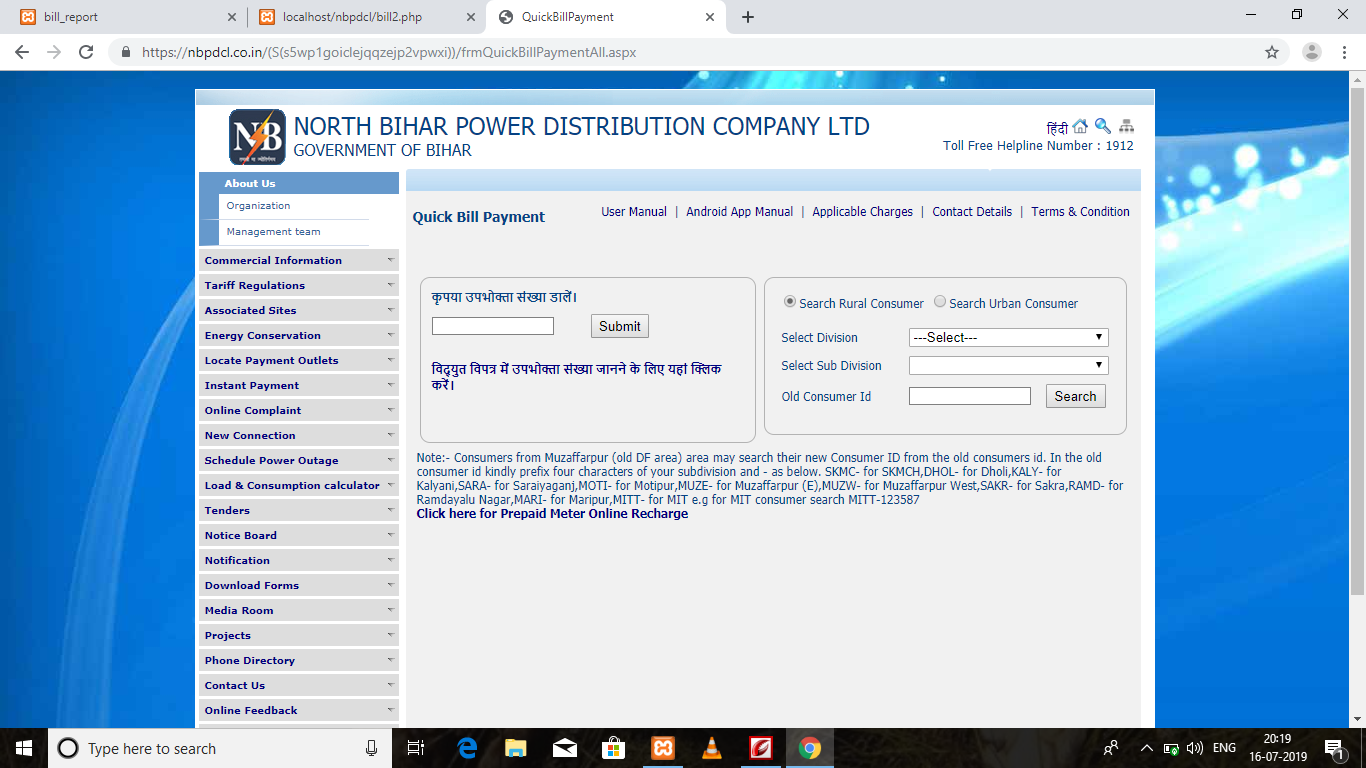 bill_report
localhost/nbpdcl/bill2.php
QuickBillPayment
https://nbpdcl.co.in/(S(s5wp1goiclejqqzejp2vpwxi))/frmQuickBillPaymentAll.aspx
NB
NORTH BIHAR POWER DISTRIBUTION COMPANY LTD
GOVERNMENT OF BIHAR
हिंदी
Toll Free Helpline Number : 1912
About Us
Organization
Management team
Commercial Information
Tariff Regulations
Associated Sites
Energy Conservation
Locate Payment Outlets
Instant Payment
Online Complaint
New Connection
Schedule Power Outage
Load & Consumption calculator
Tenders
Notice Board
Notification
Download Forms
Media Room
Projects
Phone Directory
Contact Us
Online Feedback
Quick Bill Payment
User Manual | Android App Manual | Applicable Charges | Contact Details | Terms & Condition
कृपया उपभोक्ता संख्या डालें।
Submit
विद्युत विपत्र में उपभोक्ता संख्या जानने के लिए यहां क्लिक
करें।
Search Rural Consumer Search Urban Consumer
Select Division ---Select---
Select Sub Division
Old Consumer Id Search
Note:- Consumers from Muzaffarpur (old DF area) area may search their new Consumer ID from the old consumers id. In the old
consumer id kindly prefix four characters of your subdivision and - as below. SKMC- for SKMCH,DHOL- for Dholi,KALY- for
Kalyani,SARA- for Saraiyaganj,MOTI- for Motipur,MUZE- for Muzaffarpur (E),MUZW- for Muzaffarpur West,SAKR- for Sakra,RAMD- for
Ramdayalu Nagar,MARI- for Maripur,MITT- for MIT e.g for MIT consumer search MITT-123587
Click here for Prepaid Meter Online Recharge
Type here to search
ENG
20:19
16-07-2019
1